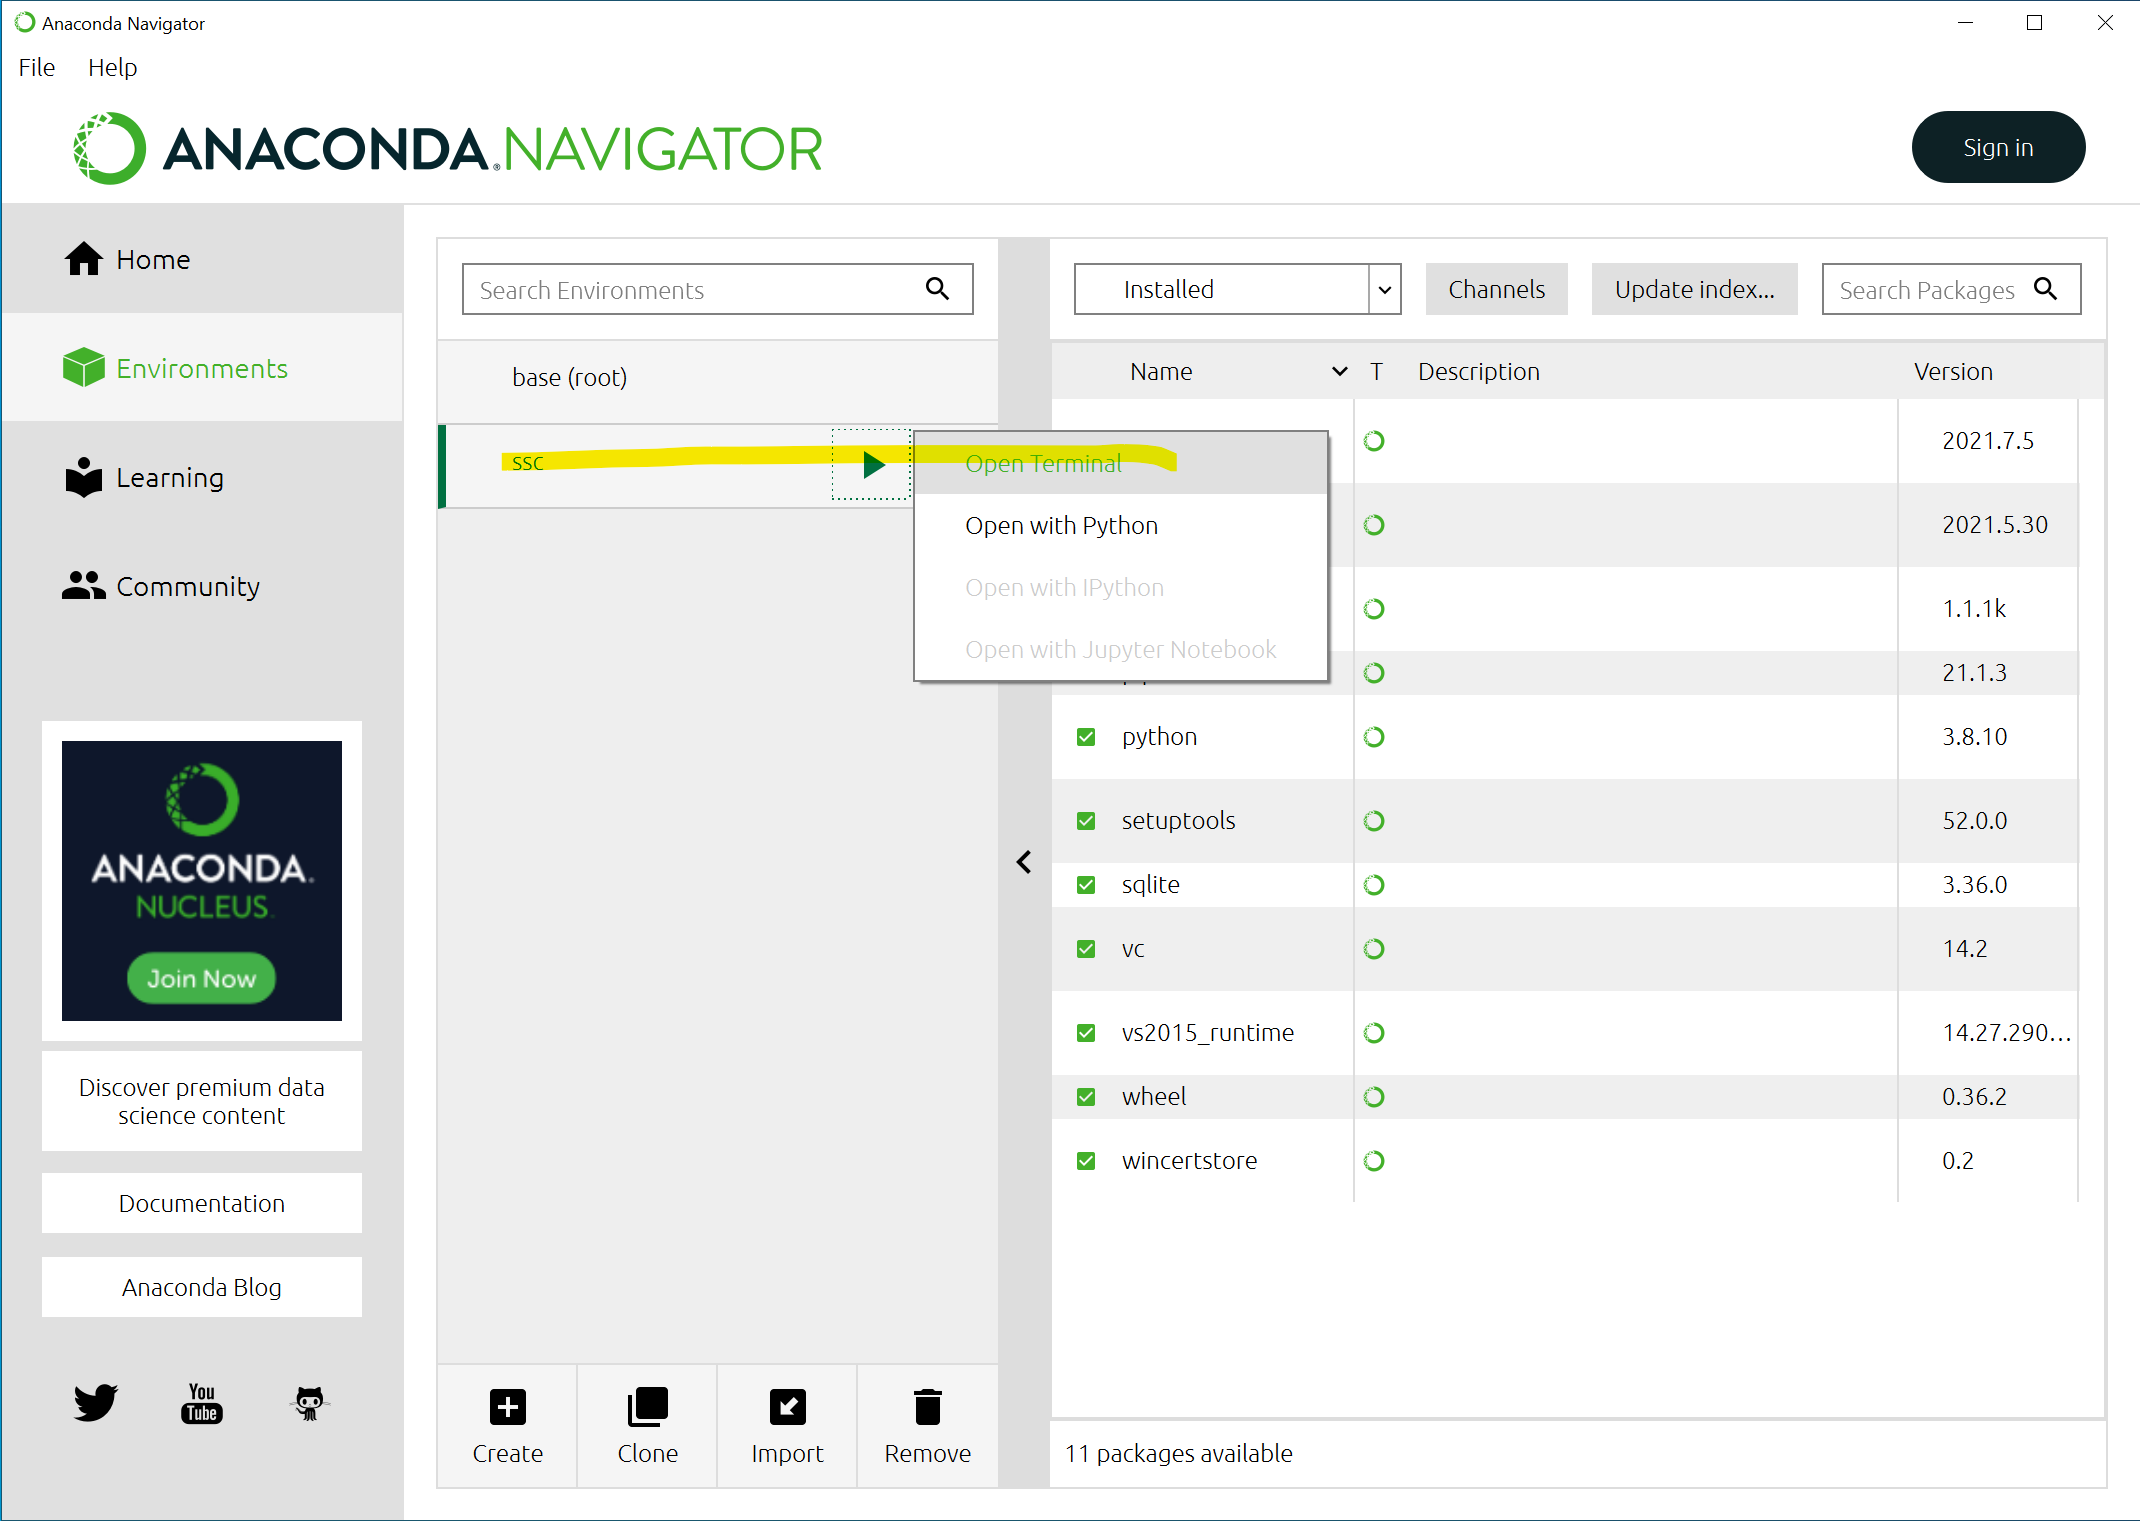 Anaconda Navigator
File Help
ANACONDA.NAVIGATOR
Sign in
Home
Environments
Learning
Community
ANACONDA.
NUCLEUS
Join Now
Discover premium data
science content
Documentation
Anaconda Blog
You
Tube
Search Environments
base (root)
ssc
Open Terminal
Open with Python
Open with IPython
Open with Jupyter Notebook
Create Clone Import Remove
Installed Channels Update index... Search Packages
Name T Description Version
2021.7.5
2021.5.30
1.1.1k
21.1.3
python 3.8.10
setuptools 52.0.0
sqlite 3.36.0
vc 14.2
vs2015_runtime 14.27.290...
wheel 0.36.2
wincertstore 0.2
11 packages available